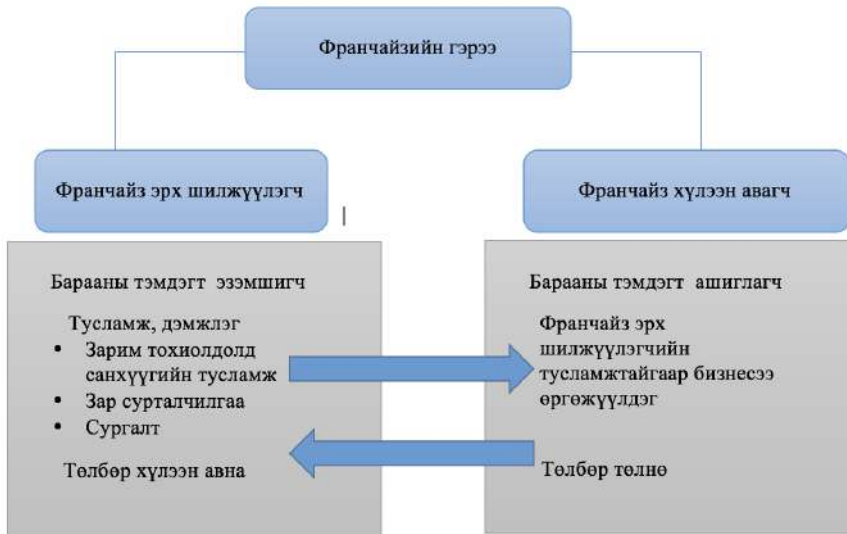 Франчайзийн гэрээ
Франчайз эрх шилжүүлэгч
Франчайз хүлээн авагч
Барааны тэмдэгт эзэмшигч
Тусламж, дэмжлэг
• Зарим тохиолдолд
санхүүгийн тусламж
• Зар сурталчилгаа
• Сургалт
Төлбөр хүлээн авна
Барааны тэмдэгт ашиглагч
Франчайз эрх
шилжүүлэгчийн
тусламжтайгаар бизнесээ
өргөжүүлдэг
Төлбөр төлнө